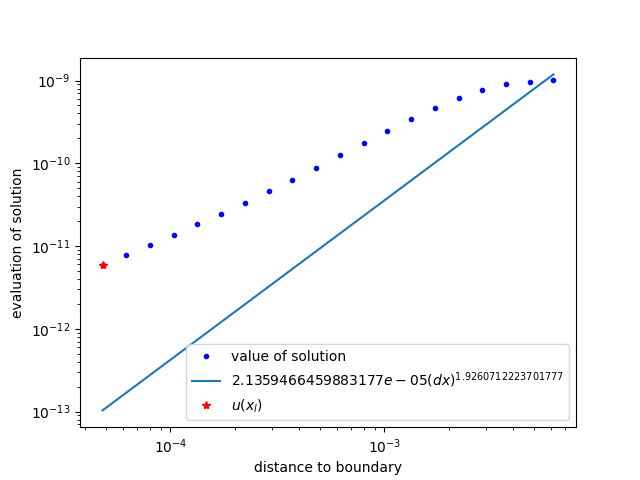 10⁻⁹
10⁻¹⁰
10⁻¹¹
10⁻¹²
10⁻¹³
evaluation of solution
value of solution
2.1359466459883177e − 05(dx)^1.9260712223701777
u(x_l)
10⁻⁴
10⁻³
distance to boundary